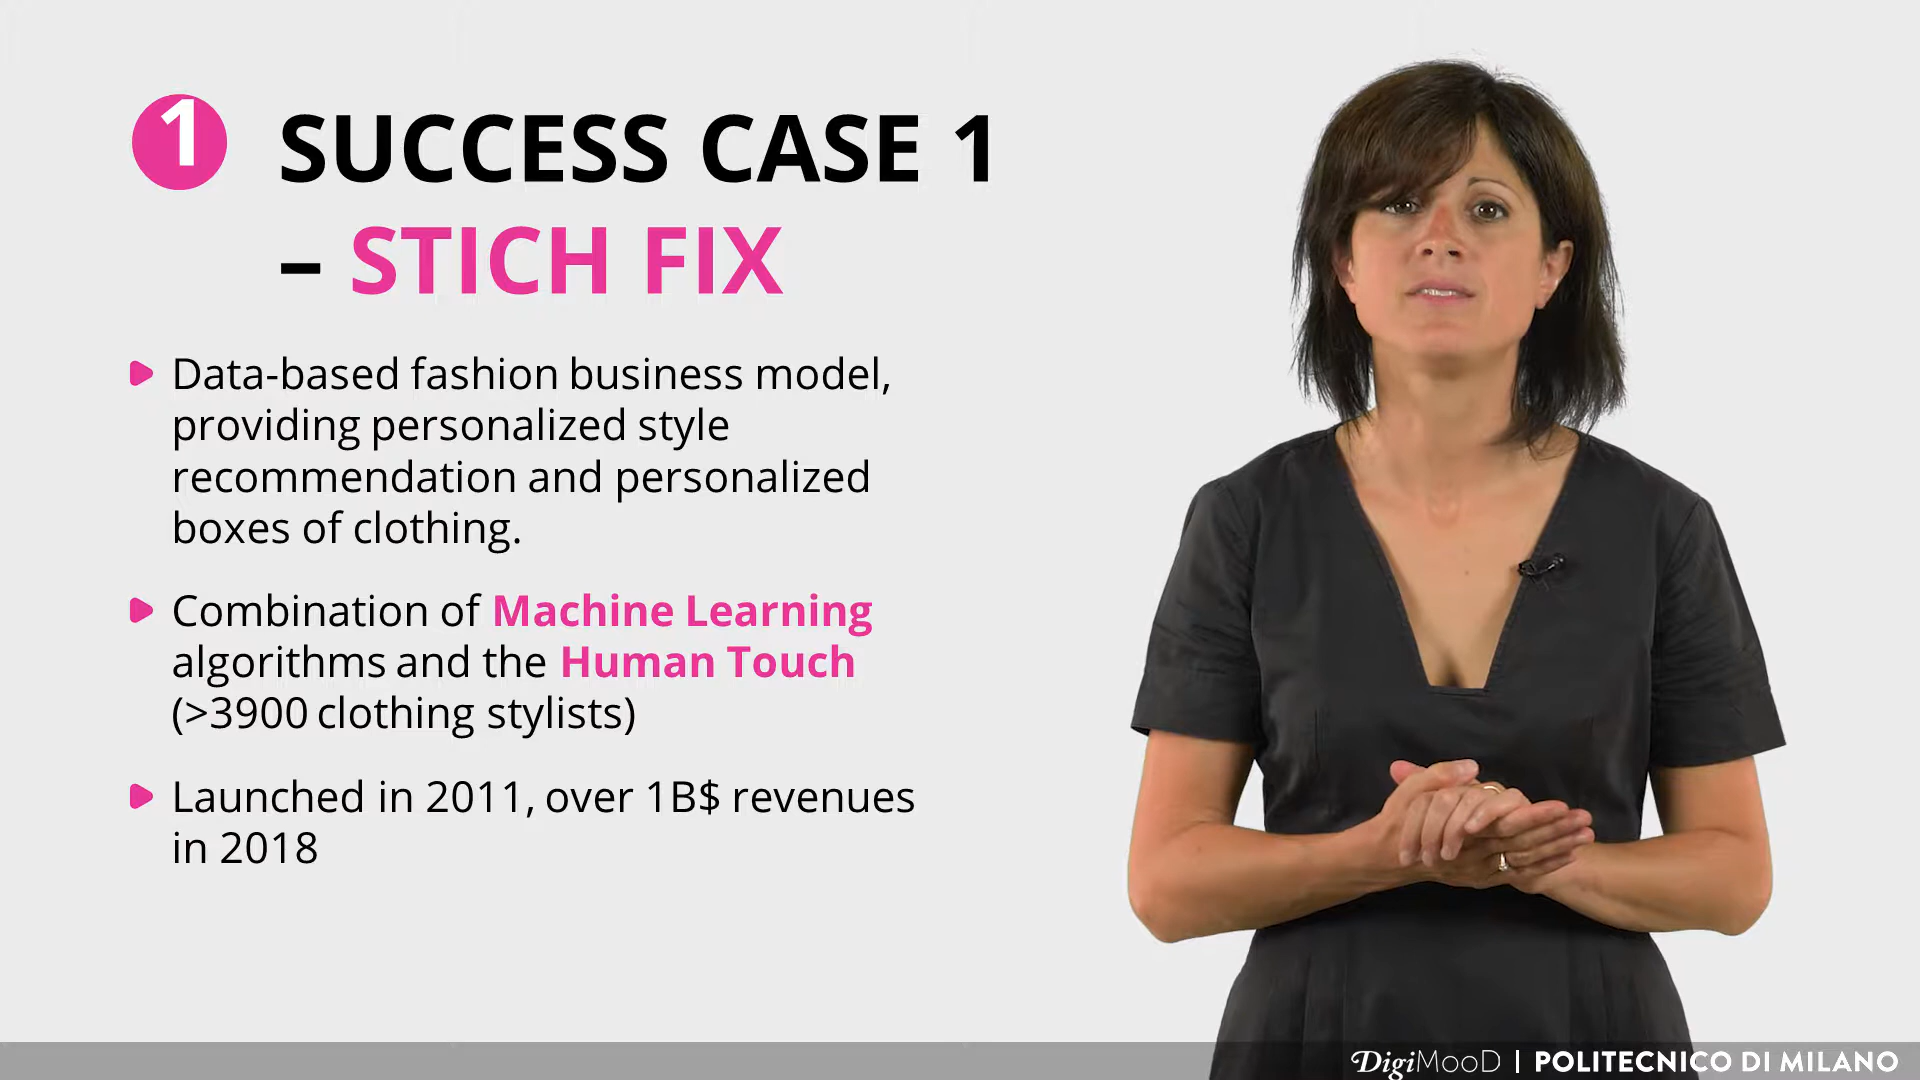 1 SUCCESS CASE 1
– STICH FIX
Data-based fashion business model,
providing personalized style
recommendation and personalized
boxes of clothing.
Combination of Machine Learning
algorithms and the Human Touch
(>3900 clothing stylists)
Launched in 2011, over 1B$ revenues
in 2018
DigiMooD | POLITECNICO DI MILANO